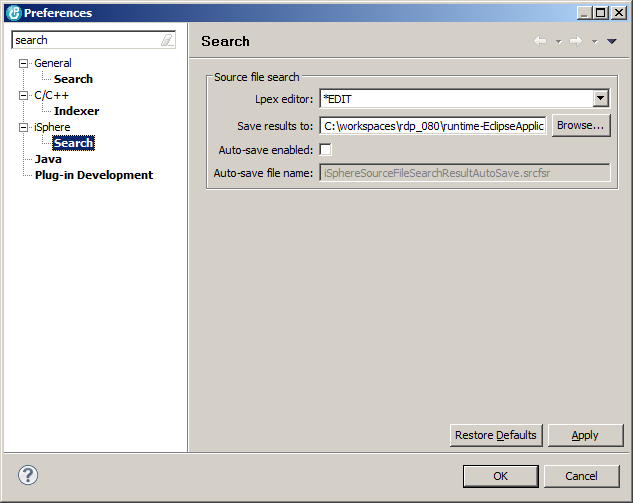 Preferences
search
General
Search
C/C++
Indexer
iSphere
Search
Java
Plug-in Development
Search
Source file search
Lpex editor: *EDIT
Save results to: C:\workspaces\rdp_080\runtime-EclipseApplic Browse...
Auto-save enabled:
Auto-save file name: iSphereSourceFileSearchResultAutoSave.srcfsr
Restore Defaults Apply
? OK Cancel